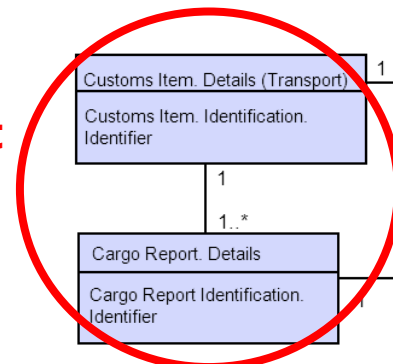 Customs Item. Details (Transport)
1
Customs Item. Identification.
Identifier
1
1..*
Cargo Report. Details
Cargo Report Identification.
Identifier